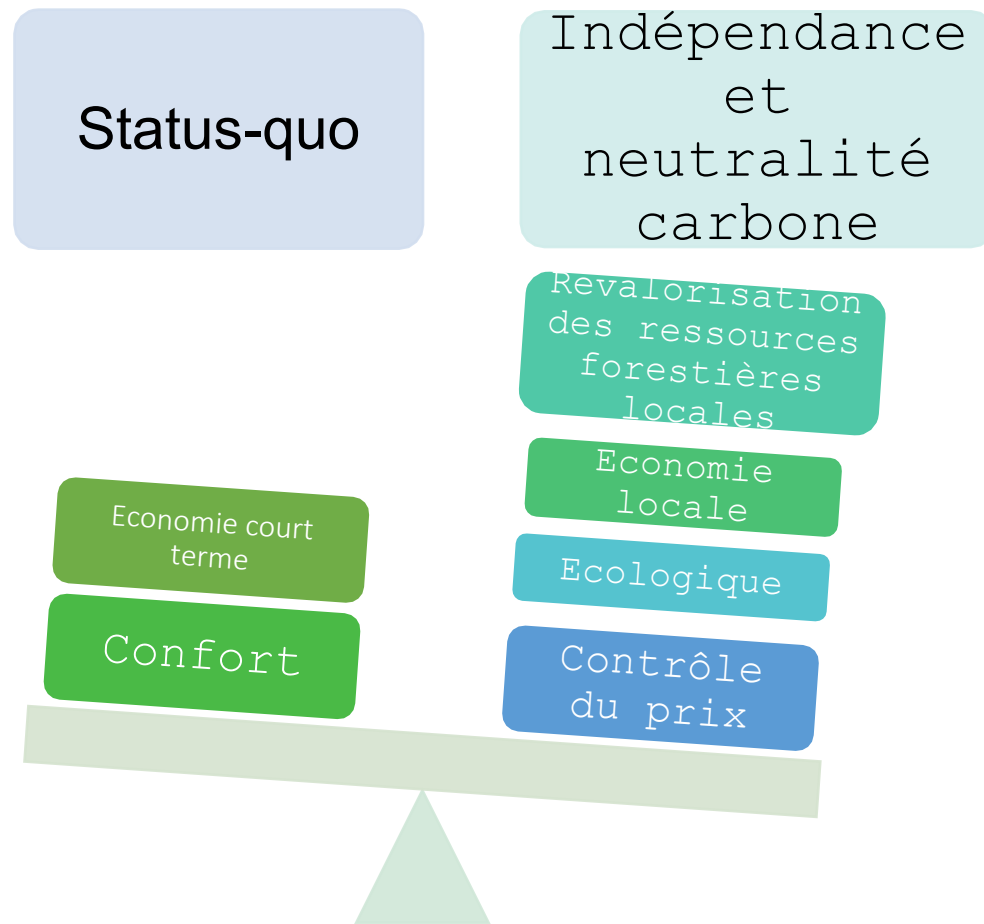 Status-quo
Indépendance
et
neutralité
carbone
Revalorisation
des ressources
forestières
locales
Economie
locale
Ecologique
Contrôle
du prix
Economie court
terme
Confort